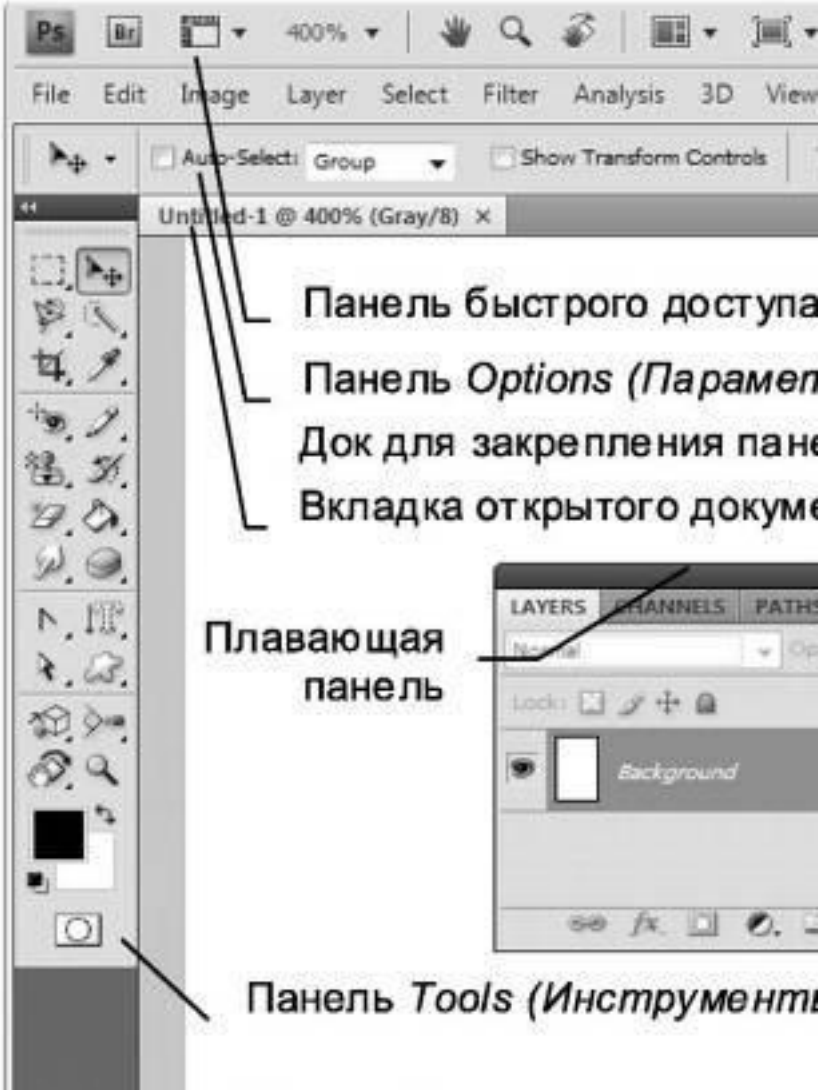 Ps Br 400%
File Edit Image Layer Select Filter Analysis 3D View
Auto-Select: Group Show Transform Controls
Untitled-1 @ 400% (Gray/8) ×
Панель быстрого доступа
Панель Options (Парамет
Док для закрепления пане
Вкладка открытого докуме
LAYERS CHANNELS PATHS
Плавающая
панель
Normal Op
Lock:
Background
fx.
Панель Tools (Инструменты